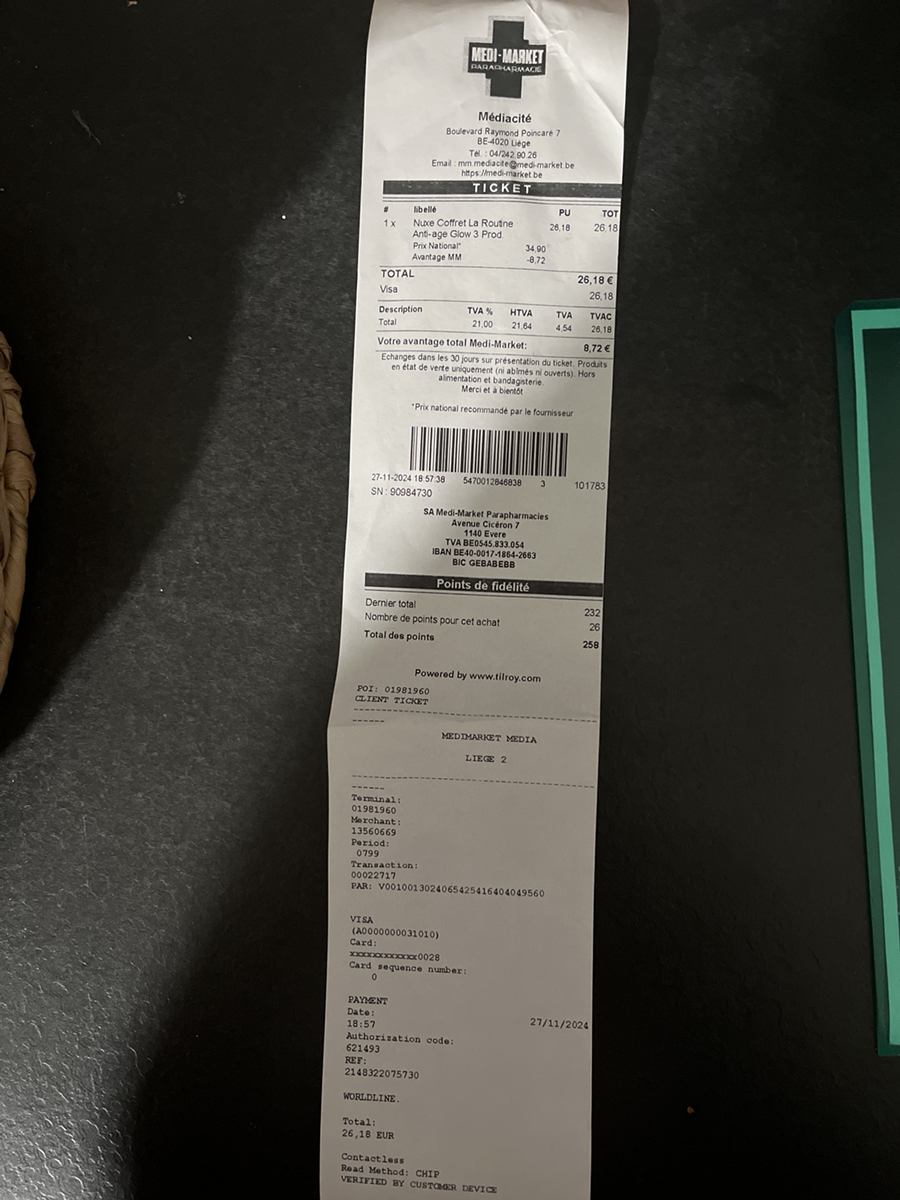 MEDI-MARKET
PARAPHARMACIE
Médiacité
Boulevard Raymond Poincaré 7
BE-4020 Liège
Tél. : 04/242.90.26
Email : mm.mediacite@medi-market.be
https://medi-market.be
TICKET
# libellé PU TOT
1 x Nuxe Coffret La Routine 26,18 26,18
Anti-age Glow 3 Prod.
Prix National* 34,90
Avantage MM -8,72
TOTAL 26,18 €
Visa 26,18
Description TVA % HTVA TVA TVAC
Total 21,00 21,64 4,54 26,18
Votre avantage total Medi-Market: 8,72 €
Echanges dans les 30 jours sur présentation du ticket. Produits
en état de vente uniquement (ni abîmés ni ouverts). Hors
alimentation et bandagisterie.
Merci et à bientôt
*Prix national recommandé par le fournisseur
27-11-2024 18:57:38 5470012846838 3 101783
SN : 90984730
SA Medi-Market Parapharmacies
Avenue Cicéron 7
1140 Evere
TVA BE0545.833.054
IBAN BE40-0017-1864-2663
BIC GEBABEBB
Points de fidélité
Dernier total 232
Nombre de points pour cet achat 26
Total des points 258
Powered by www.tilroy.com
POI: 01981960
CLIENT TICKET
MEDIMARKET MEDIA
LIEGE 2
Terminal:
01981960
Merchant:
13560669
Period:
0799
Transaction:
00022717
PAR: V0010013024065425416404049560
VISA
(A0000000031010)
Card:
xxxxxxxxxxxx0028
Card sequence number:
0
PAYMENT
Date:
18:57 27/11/2024
Authorization code:
621493
REF:
2148322075730
WORLDLINE.
Total:
26,18 EUR
Contactless
Read Method: CHIP
VERIFIED BY CUSTOMER DEVICE